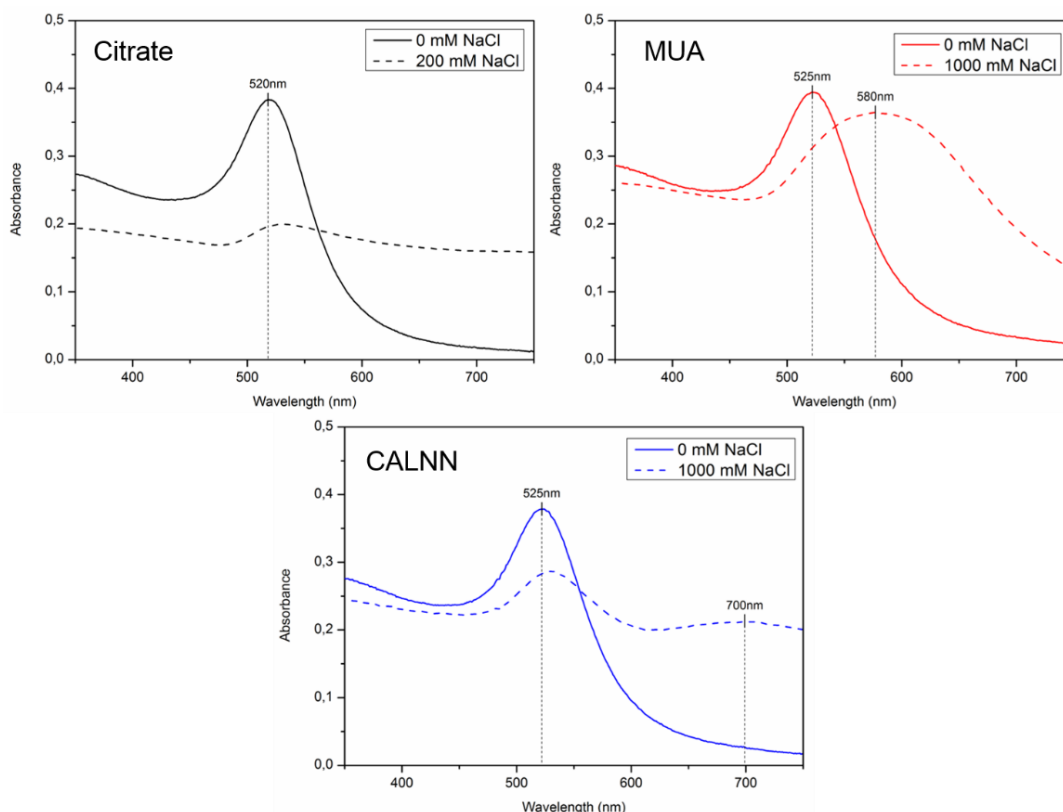 Citrate
0 mM NaCl
200 mM NaCl
520nm
0,5
0,4
0,3
0,2
0,1
0,0
Absorbance
400
500
600
700
Wavelength (nm)
MUA
0 mM NaCl
1000 mM NaCl
525nm
580nm
0,5
0,4
0,3
0,2
0,1
0,0
Absorbance
400
500
600
700
Wavelength (nm)
CALNN
0 mM NaCl
1000 mM NaCl
525nm
700nm
0,5
0,4
0,3
0,2
0,1
0,0
Absorbance
400
500
600
700
Wavelength (nm)